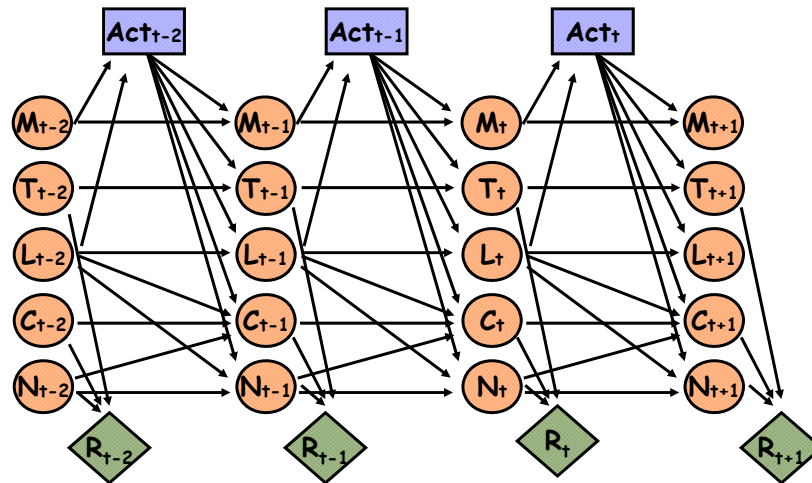 Actt-2 Actt-1 Actt
Mt-2 Mt-1 Mt Mt+1
Tt-2 Tt-1 Tt Tt+1
Lt-2 Lt-1 Lt Lt+1
Ct-2 Ct-1 Ct Ct+1
Nt-2 Nt-1 Nt Nt+1
Rt-2 Rt-1 Rt Rt+1